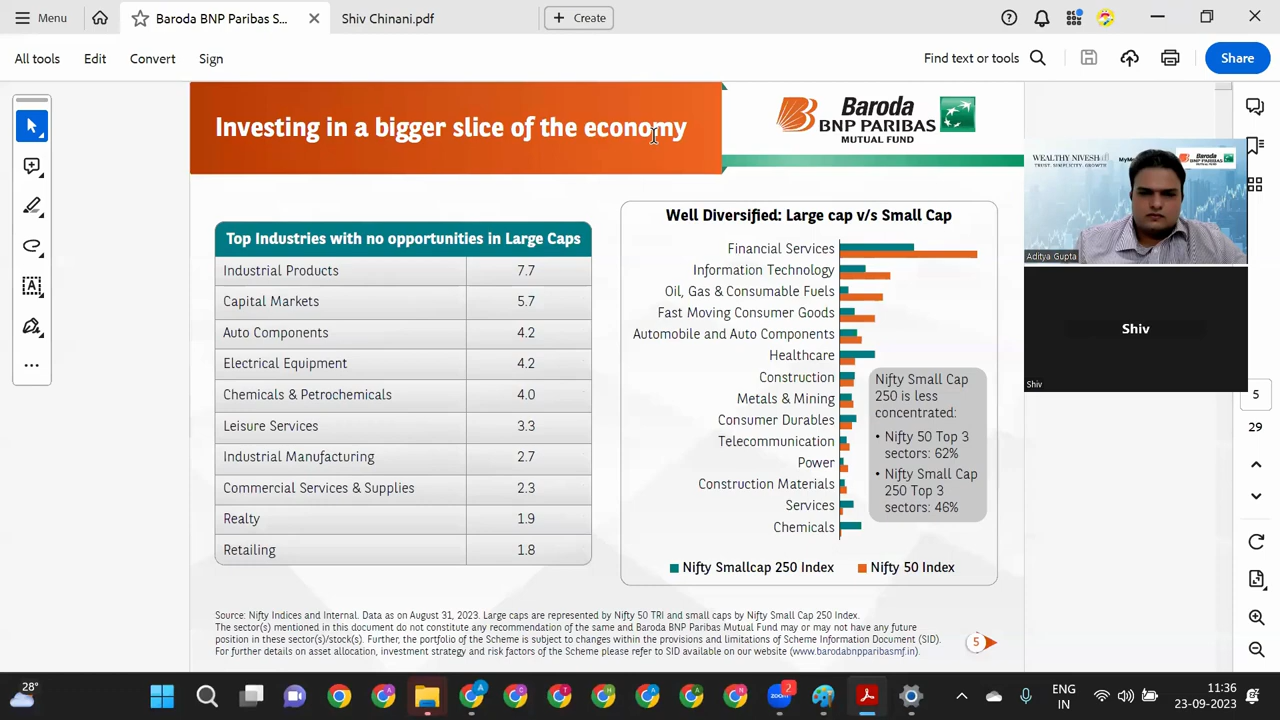 Menu
Baroda BNP Paribas S...
Shiv Chinani.pdf
Create
All tools
Edit
Convert
Sign
Find text or tools
Share
Investing in a bigger slice of the economy
Baroda
BNP PARIBAS
MUTUAL FUND
Top Industries with no opportunities in Large Caps
Industrial Products 7.7
Capital Markets 5.7
Auto Components 4.2
Electrical Equipment 4.2
Chemicals & Petrochemicals 4.0
Leisure Services 3.3
Industrial Manufacturing 2.7
Commercial Services & Supplies 2.3
Realty 1.9
Retailing 1.8
Well Diversified: Large cap v/s Small Cap
Financial Services
Information Technology
Oil, Gas & Consumable Fuels
Fast Moving Consumer Goods
Automobile and Auto Components
Healthcare
Construction
Metals & Mining
Consumer Durables
Telecommunication
Power
Construction Materials
Services
Chemicals
Nifty Small Cap
250 is less
concentrated:
• Nifty 50 Top 3
sectors: 62%
• Nifty Small Cap
250 Top 3
sectors: 46%
Nifty Smallcap 250 Index
Nifty 50 Index
Source: Nifty Indices and Internal. Data as on August 31, 2023. Large caps are represented by Nifty 50 TRI and small caps by Nifty Small Cap 250 Index.
The sector(s) mentioned in this document do not constitute any recommendation of the same and Baroda BNP Paribas Mutual Fund may or may not have any future
position in these sector(s)/stock(s). Further, the portfolio of the Scheme is subject to changes within the provisions and limitations of Scheme Information Document (SID).
For further details in asset allocation, investment strategy and risk factors of the Scheme please refer to SID available on our website (www.barodabnpparibasmf.in).
5
WEALTHY NIVESH
TRUST. SIMPLICITY. GROWTH
Baroda
BNP PARIBAS
Aditya Gupta
Shiv
Shiv
5
29
28°
zoom
2
ENG
IN
11:36
23-09-2023